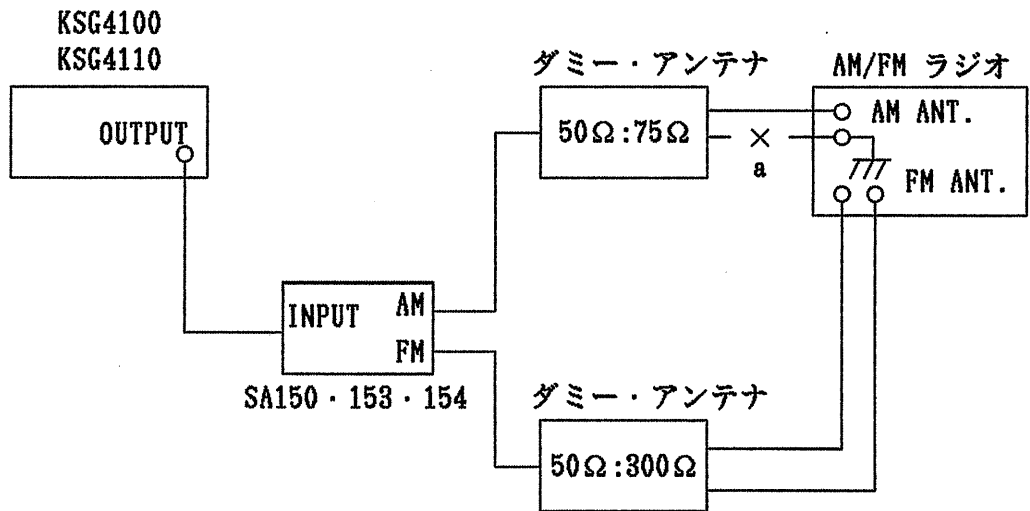 KSG4100
KSG4110
OUTPUT
INPUT
AM
FM
SA150・153・154
ダミー・アンテナ
50Ω:75Ω
×
a
AM/FM ラジオ
AM ANT.
FM ANT.
ダミー・アンテナ
50Ω:300Ω